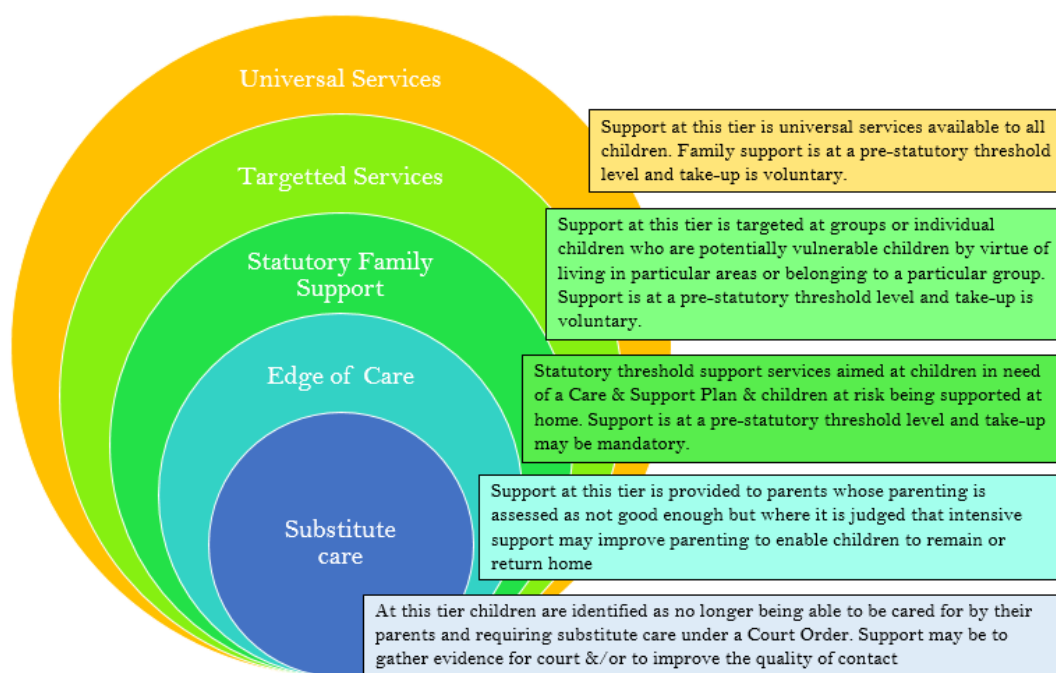 Universal Services
Support at this tier is universal services available to all
children. Family support is at a pre-statutory threshold
level and take-up is voluntary.
Targetted Services
Support at this tier is targeted at groups or individual
children who are potentially vulnerable children by virtue of
living in particular areas or belonging to a particular group.
Support is at a pre-statutory threshold level and take-up is
voluntary.
Statutory Family
Support
Statutory threshold support services aimed at children in need
of a Care & Support Plan & children at risk being supported at
home. Support is at a pre-statutory threshold level and take-up
may be mandatory.
Edge of Care
Support at this tier is provided to parents whose parenting is
assessed as not good enough but where it is judged that intensive
support may improve parenting to enable children to remain or
return home
Substitute
care
At this tier children are identified as no longer being able to be cared for by their
parents and requiring substitute care under a Court Order. Support may be to
gather evidence for court &/or to improve the quality of contact